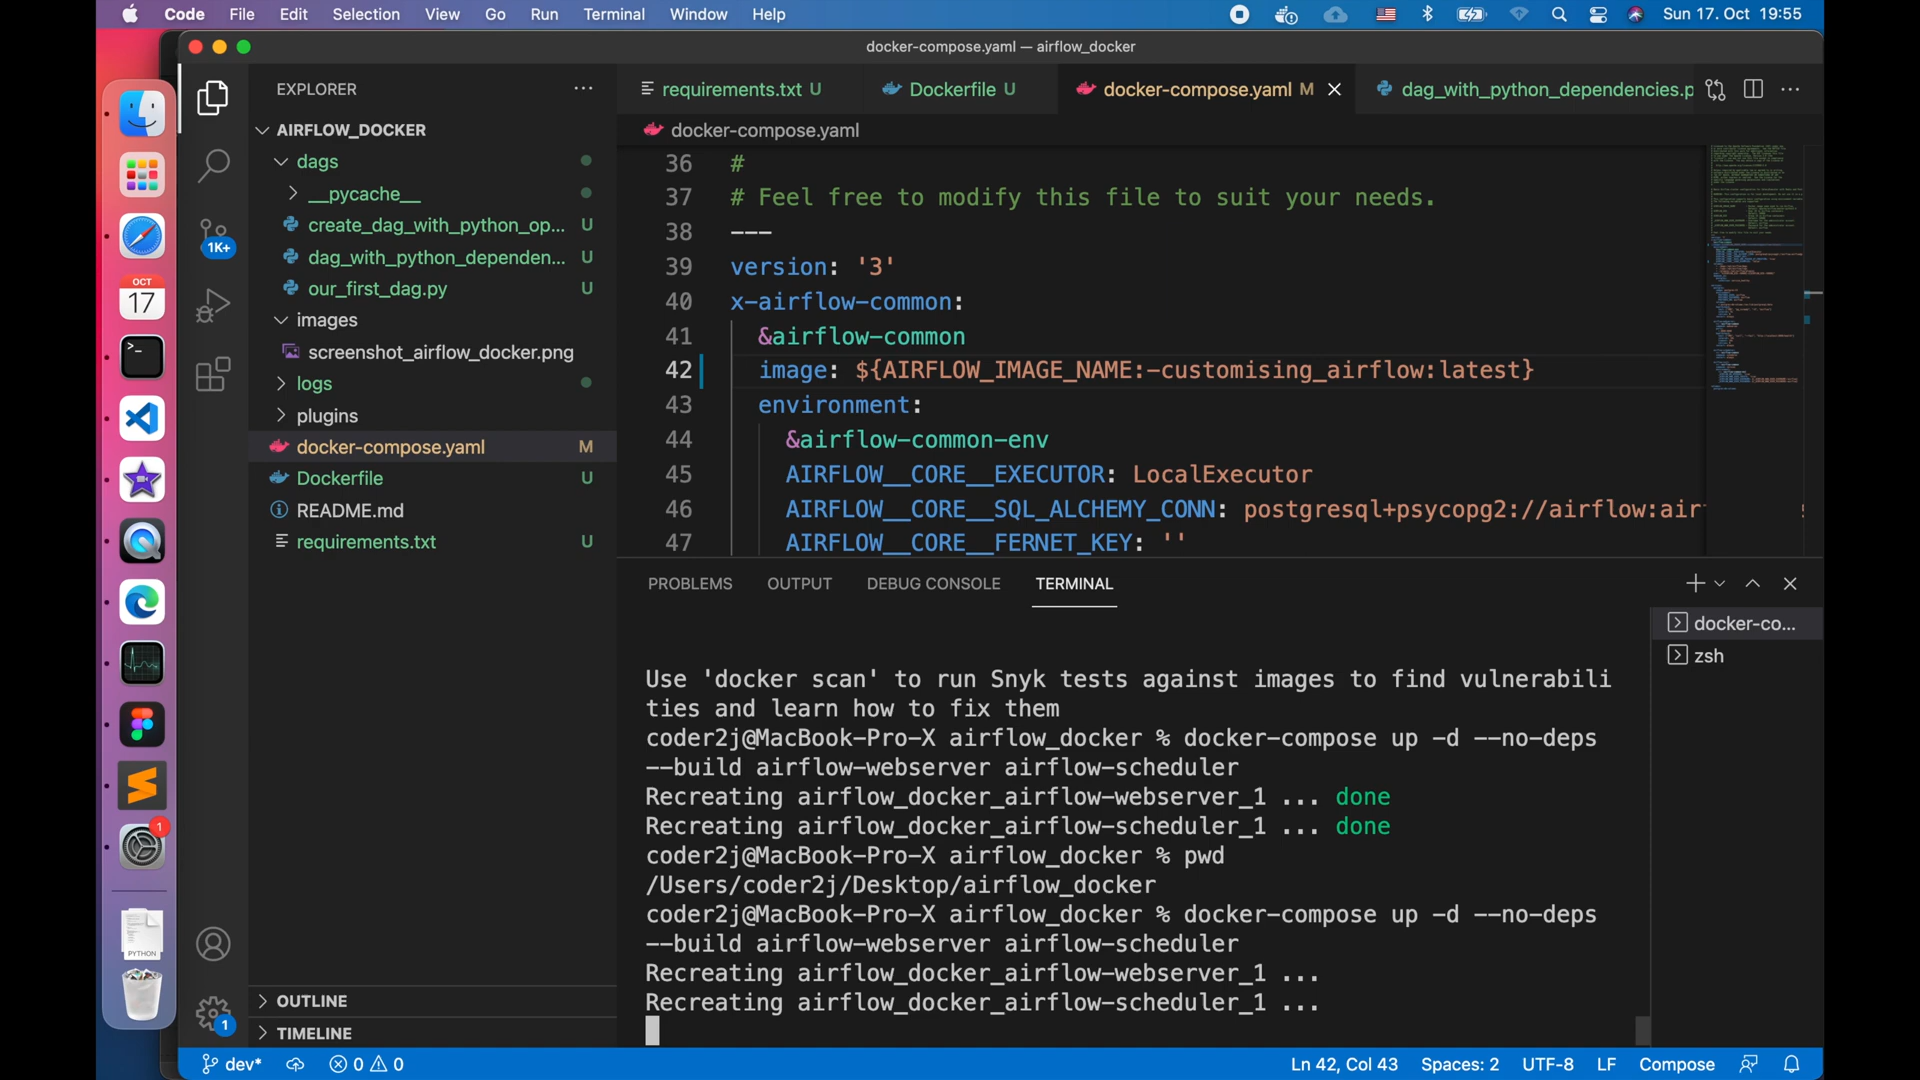 Code File Edit Selection View Go Run Terminal Window Help
Sun 17. Oct 19:55
docker-compose.yaml — airflow_docker
EXPLORER
requirements.txt U
Dockerfile U
docker-compose.yaml M
dag_with_python_dependencies.p
AIRFLOW_DOCKER
docker-compose.yaml
dags
__pycache__
create_dag_with_python_op... U
dag_with_python_dependen... U
our_first_dag.py U
images
screenshot_airflow_docker.png
logs
plugins
docker-compose.yaml M
Dockerfile U
README.md
requirements.txt U
OUTLINE
TIMELINE
1K+
OCT
17
1
PYTHON
1
36 #
37 # Feel free to modify this file to suit your needs.
38 ---
39 version: '3'
40 x-airflow-common:
41 &airflow-common
42 image: ${AIRFLOW_IMAGE_NAME:-customising_airflow:latest}
43 environment:
44 &airflow-common-env
45 AIRFLOW__CORE__EXECUTOR: LocalExecutor
46 AIRFLOW__CORE__SQL_ALCHEMY_CONN: postgresql+psycopg2://airflow:air
47 AIRFLOW__CORE__FERNET_KEY: ''
PROBLEMS OUTPUT DEBUG CONSOLE TERMINAL
docker-co...
zsh
Use 'docker scan' to run Snyk tests against images to find vulnerabili
ties and learn how to fix them
coder2j@MacBook-Pro-X airflow_docker % docker-compose up -d --no-deps
--build airflow-webserver airflow-scheduler
Recreating airflow_docker_airflow-webserver_1 ... done
Recreating airflow_docker_airflow-scheduler_1 ... done
coder2j@MacBook-Pro-X airflow_docker % pwd
/Users/coder2j/Desktop/airflow_docker
coder2j@MacBook-Pro-X airflow_docker % docker-compose up -d --no-deps
--build airflow-webserver airflow-scheduler
Recreating airflow_docker_airflow-webserver_1 ...
Recreating airflow_docker_airflow-scheduler_1 ...
dev* 0 0
Ln 42, Col 43 Spaces: 2 UTF-8 LF Compose